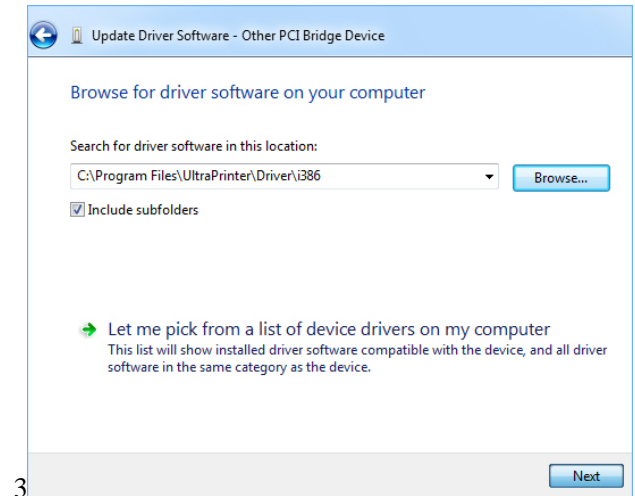 Update Driver Software - Other PCI Bridge Device
Browse for driver software on your computer
Search for driver software in this location:
C:\Program Files\UltraPrinter\Driver\i386
Browse...
Include subfolders
Let me pick from a list of device drivers on my computer
This list will show installed driver software compatible with the device, and all driver
software in the same category as the device.
Next
3